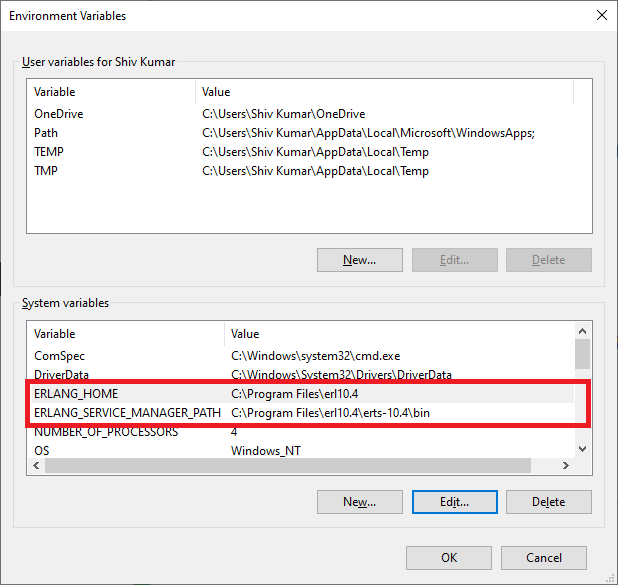 Environment Variables
User variables for Shiv Kumar
Variable Value
OneDrive C:\Users\Shiv Kumar\OneDrive
Path C:\Users\Shiv Kumar\AppData\Local\Microsoft\WindowsApps;
TEMP C:\Users\Shiv Kumar\AppData\Local\Temp
TMP C:\Users\Shiv Kumar\AppData\Local\Temp
New... Edit... Delete
System variables
Variable Value
ComSpec C:\Windows\system32\cmd.exe
DriverData C:\Windows\System32\Drivers\DriverData
ERLANG_HOME C:\Program Files\erl10.4
ERLANG_SERVICE_MANAGER_PATH C:\Program Files\erl10.4\erts-10.4\bin
NUMBER_OF_PROCESSORS 4
OS Windows_NT
New... Edit... Delete
OK Cancel